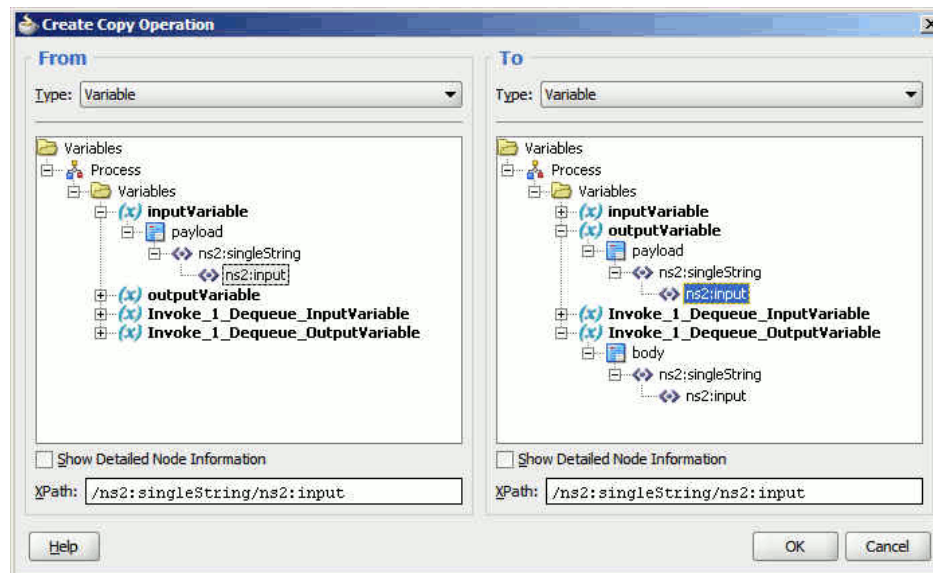 Create Copy Operation
From
Type: Variable
Variables
Process
Variables
inputVariable
payload
ns2:singleString
ns2:input
outputVariable
Invoke_1_Dequeue_InputVariable
Invoke_1_Dequeue_OutputVariable
Show Detailed Node Information
XPath: /ns2:singleString/ns2:input
To
Type: Variable
Variables
Process
Variables
inputVariable
outputVariable
payload
ns2:singleString
ns2:input
Invoke_1_Dequeue_InputVariable
Invoke_1_Dequeue_OutputVariable
body
ns2:singleString
ns2:input
Show Detailed Node Information
XPath: /ns2:singleString/ns2:input
Help
OK
Cancel